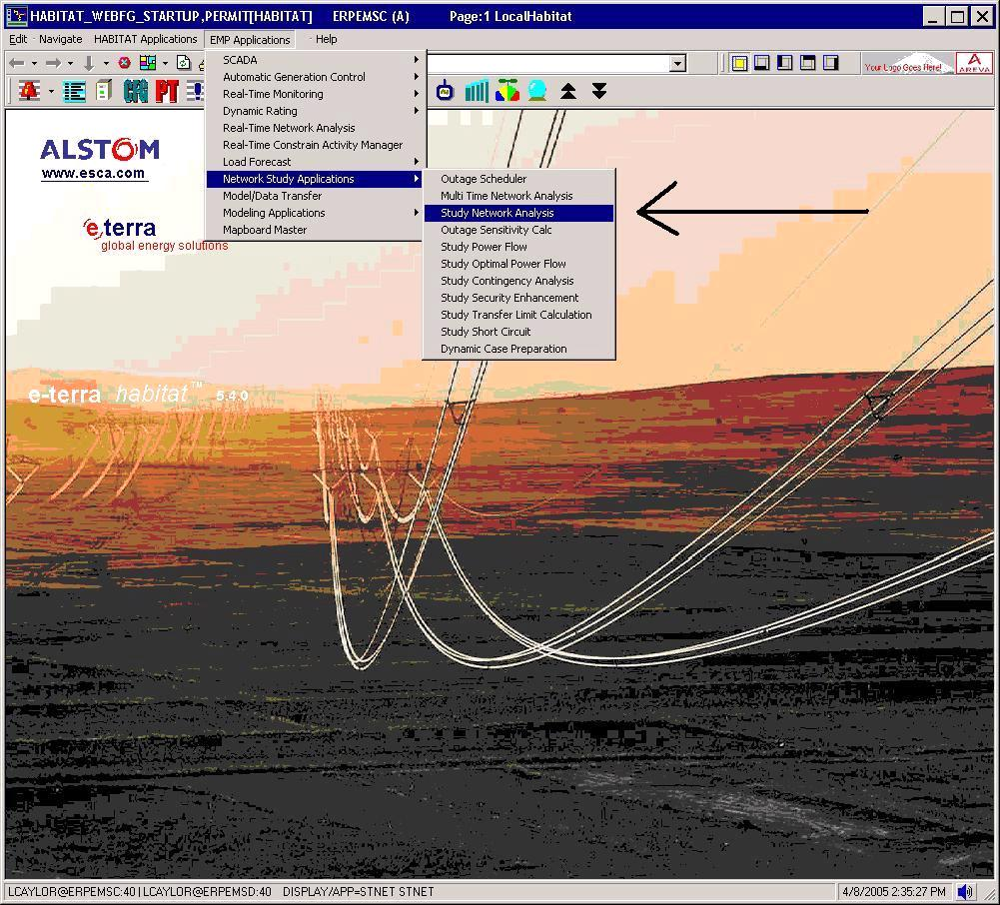 HABITAT_WEBFG_STARTUP,PERMIT[HABITAT] ERPEMSC (A) Page:1 LocalHabitat
Edit Navigate HABITAT Applications EMP Applications Help
Your Logo Goes Here!
AREVA
CFG PT
SCADA
Automatic Generation Control
Real-Time Monitoring
Dynamic Rating
Real-Time Network Analysis
Real-Time Constrain Activity Manager
Load Forecast
Network Study Applications
Model/Data Transfer
Modeling Applications
Mapboard Master
Outage Scheduler
Multi Time Network Analysis
Study Network Analysis
Outage Sensitivity Calc
Study Power Flow
Study Optimal Power Flow
Study Contingency Analysis
Study Security Enhancement
Study Transfer Limit Calculation
Study Short Circuit
Dynamic Case Preparation
ALSTOM
www.esca.com
e terra
global energy solutions
e-terra habitat™ 5.4.0
LCAYLOR@ERPEMSC:40|LCAYLOR@ERPEMSD:40 DISPLAY/APP=STNET STNET
4/8/2005 2:35:27 PM